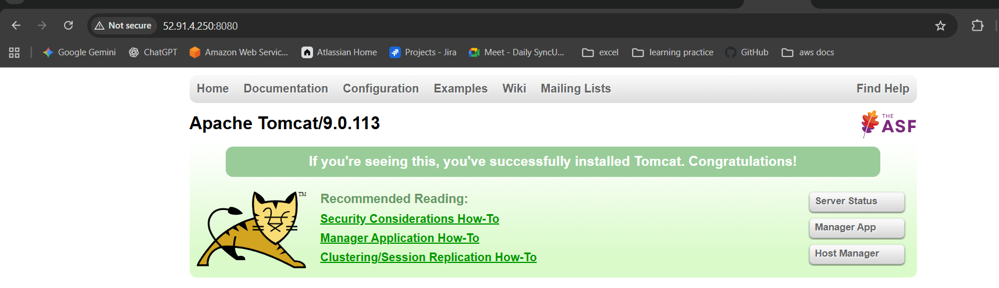 Not secure 52.91.4.250:8080
Google Gemini ChatGPT Amazon Web Servic... Atlassian Home Projects - Jira Meet - Daily SyncU... excel learning practice GitHub aws docs
Home Documentation Configuration Examples Wiki Mailing Lists Find Help
Apache Tomcat/9.0.113
THE
ASF
If you're seeing this, you've successfully installed Tomcat. Congratulations!
TM
Recommended Reading:
Security Considerations How-To
Manager Application How-To
Clustering/Session Replication How-To
Server Status
Manager App
Host Manager